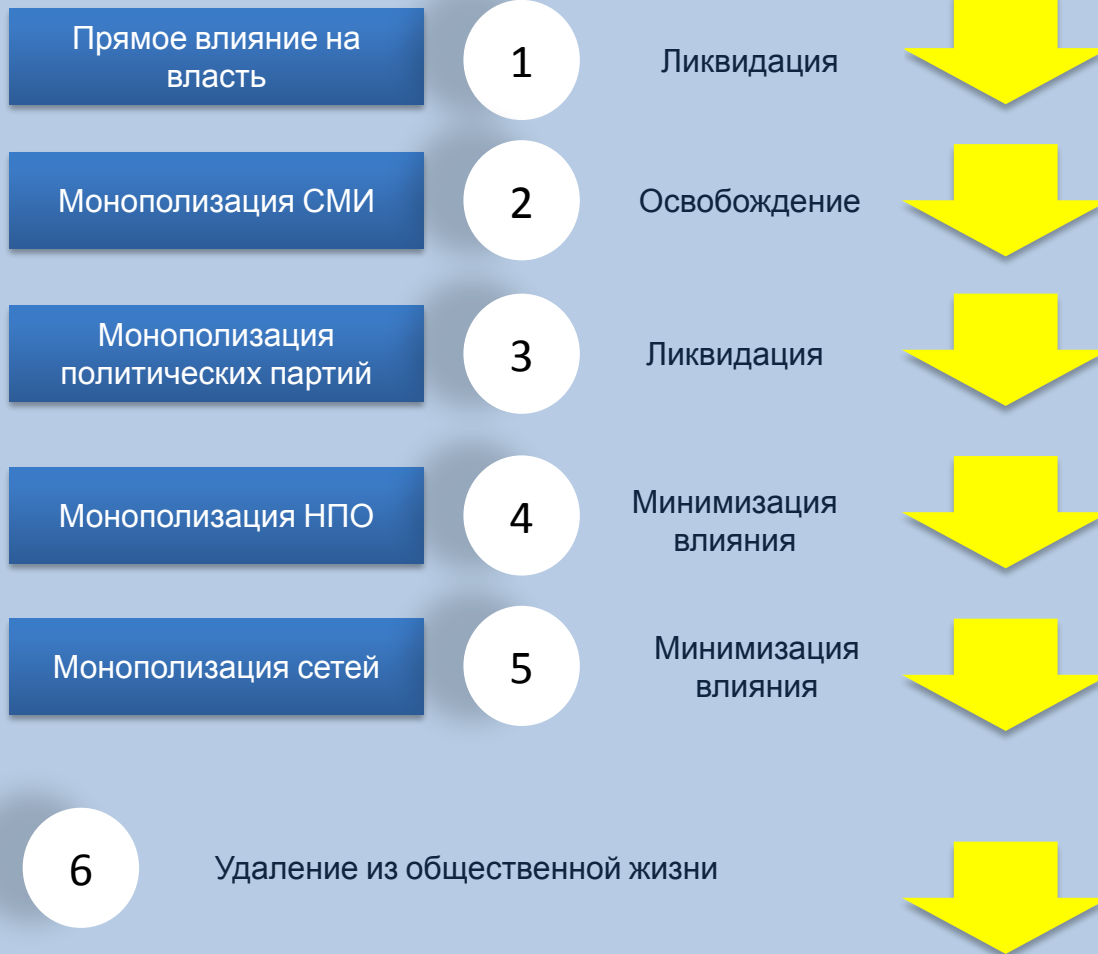 Прямое влияние на
власть
1
Ликвидация
Монополизация СМИ
2
Освобождение
Монополизация
политических партий
3
Ликвидация
Монополизация НПО
4
Минимизация
влияния
Монополизация сетей
5
Минимизация
влияния
6
Удаление из общественной жизни